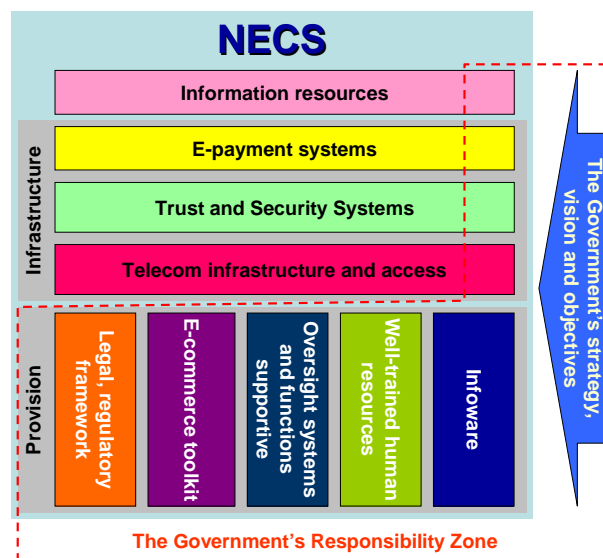 NECS
Information resources
Infrastructure
E-payment systems
Trust and Security Systems
Telecom infrastructure and access
The Government's strategy,
vision and objectives
Provision
Legal, regulatory
framework
E-commerce toolkit
Oversight systems
and functions
supportive
Well-trained human
resources
Infoware
The Government's Responsibility Zone